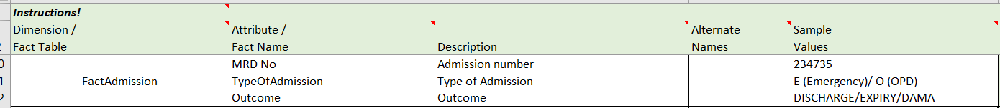 Instructions!
Dimension / Attribute / Alternate Sample
Fact Table Fact Name Description Names Values
MRD No Admission number 234735
FactAdmission TypeOfAdmission Type of Admission E (Emergency)/ O (OPD)
Outcome Outcome DISCHARGE/EXPIRY/DAMA